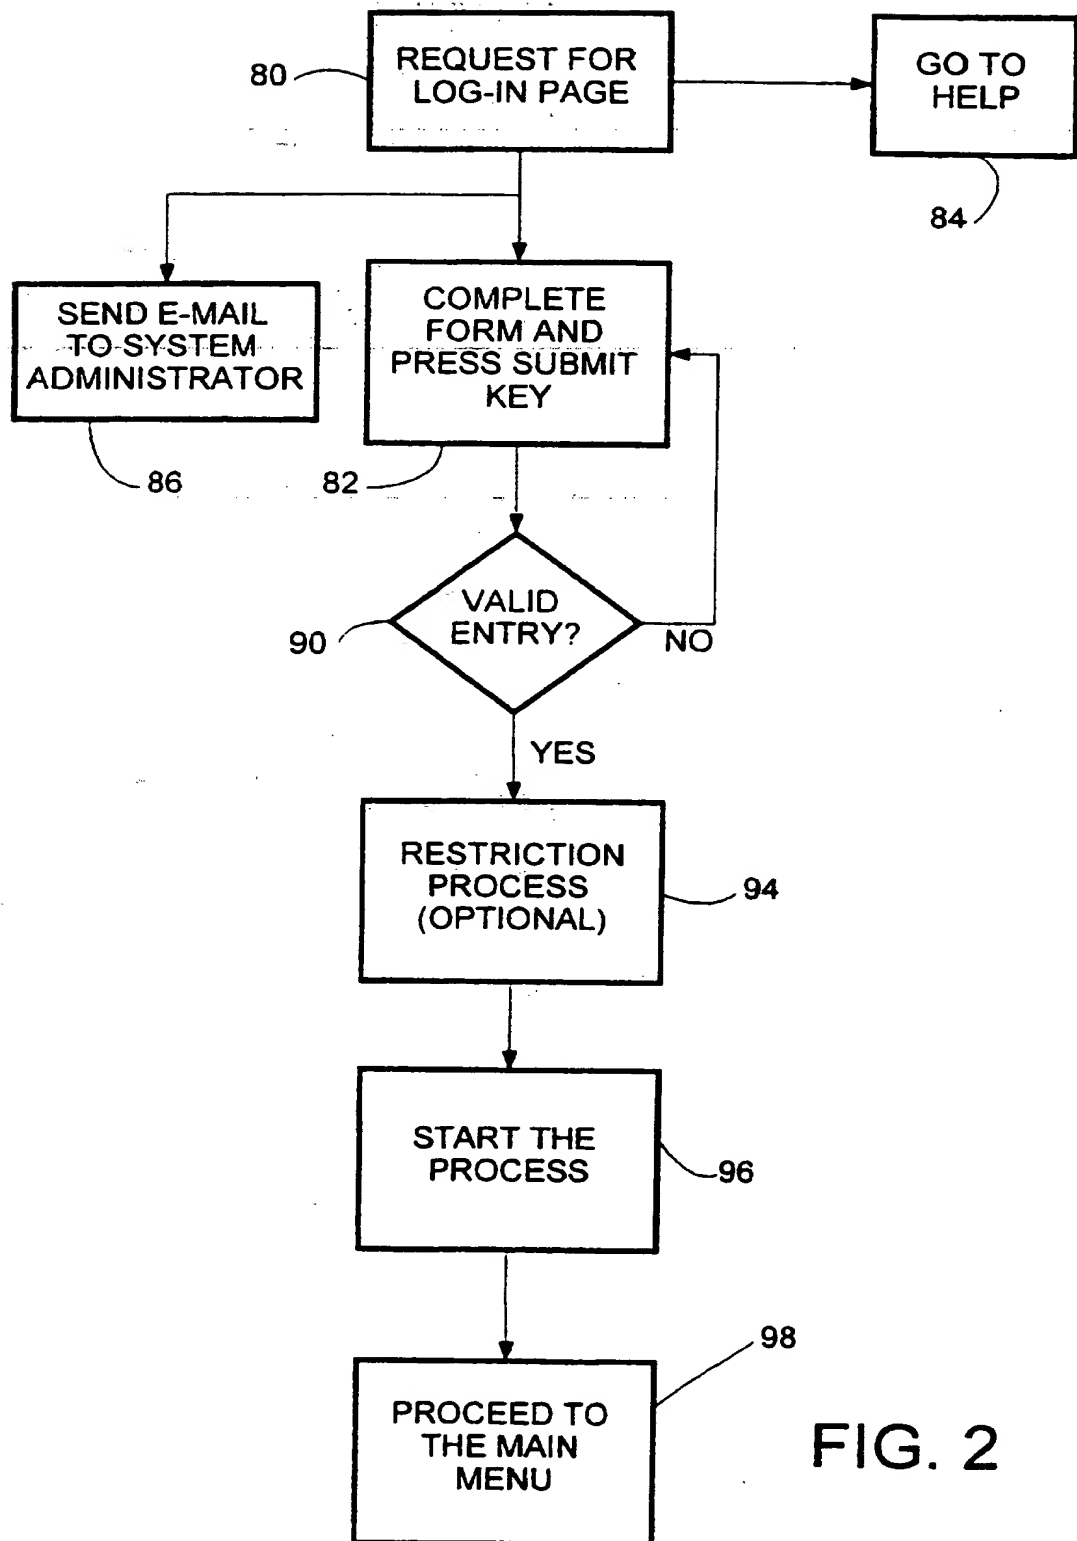 80
REQUEST FOR
LOG-IN PAGE
GO TO
HELP
84
SEND E-MAIL
TO SYSTEM
ADMINISTRATOR
86
COMPLETE
FORM AND
PRESS SUBMIT
KEY
82
VALID
ENTRY?
90
NO
YES
RESTRICTION
PROCESS
(OPTIONAL)
94
START THE
PROCESS
96
PROCEED TO
THE MAIN
MENU
98
FIG. 2